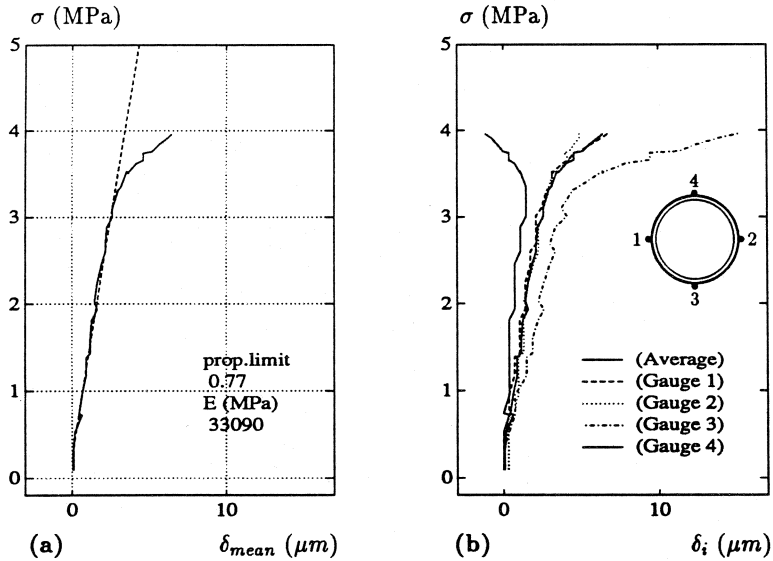 σ (MPa)
5
4
3
2
1
0
prop.limit
0.77
E (MPa)
33090
0
10
(a)
δmean (μm)
σ (MPa)
5
4
3
2
1
0
4
1
2
3
(Average)
(Gauge 1)
(Gauge 2)
(Gauge 3)
(Gauge 4)
0
10
(b)
δi (μm)